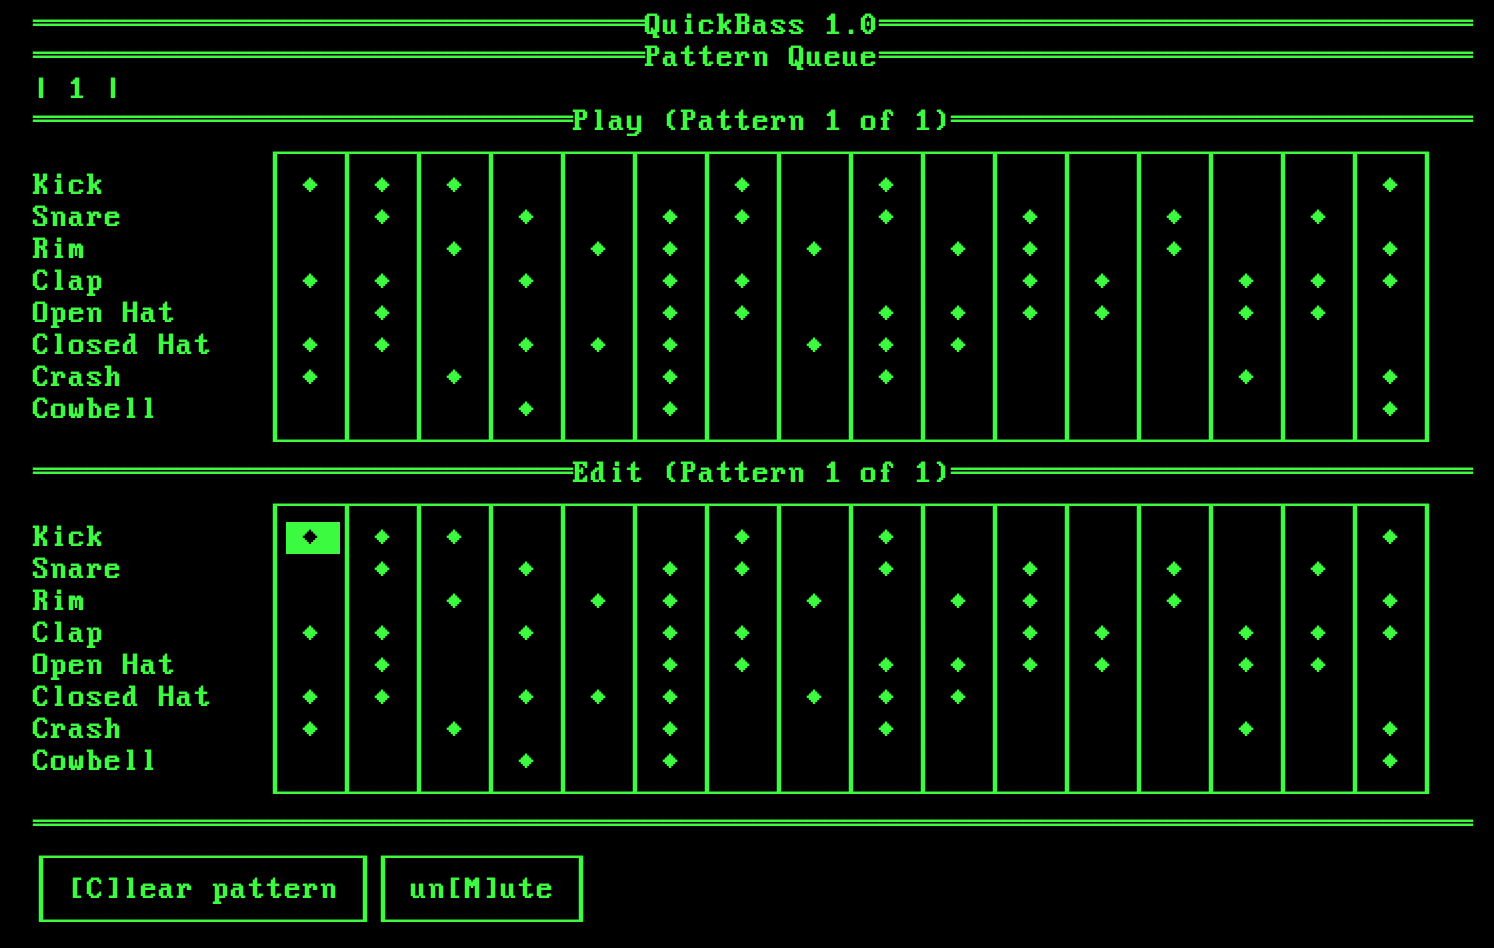 QuickBass 1.0
Pattern Queue
| 1 |
Play (Pattern 1 of 1)
Kick
Snare
Rim
Clap
Open Hat
Closed Hat
Crash
Cowbell
Edit (Pattern 1 of 1)
Kick
Snare
Rim
Clap
Open Hat
Closed Hat
Crash
Cowbell
[C]lear pattern
un[M]ute